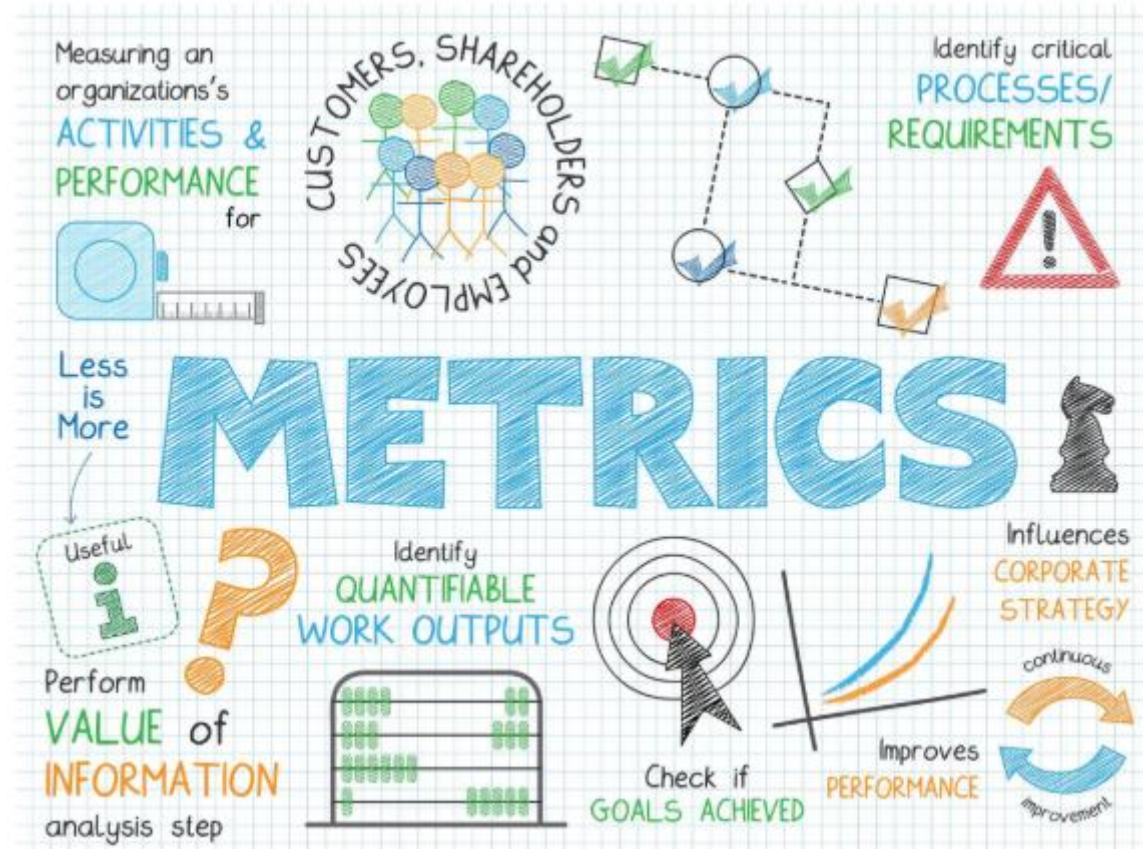 Measuring an
organizations's
ACTIVITIES &
PERFORMANCE
for
CUSTOMERS, SHAREHOLDERS and EMPLOYEES
Identify critical
PROCESSES/
REQUIREMENTS
!
Less
is
More
METRICS
Useful
i
?
Perform
VALUE of
INFORMATION
analysis step
Identify
QUANTIFIABLE
WORK OUTPUTS
Check if
GOALS ACHIEVED
Improves
PERFORMANCE
Influences
CORPORATE
STRATEGY
continuous
improvement